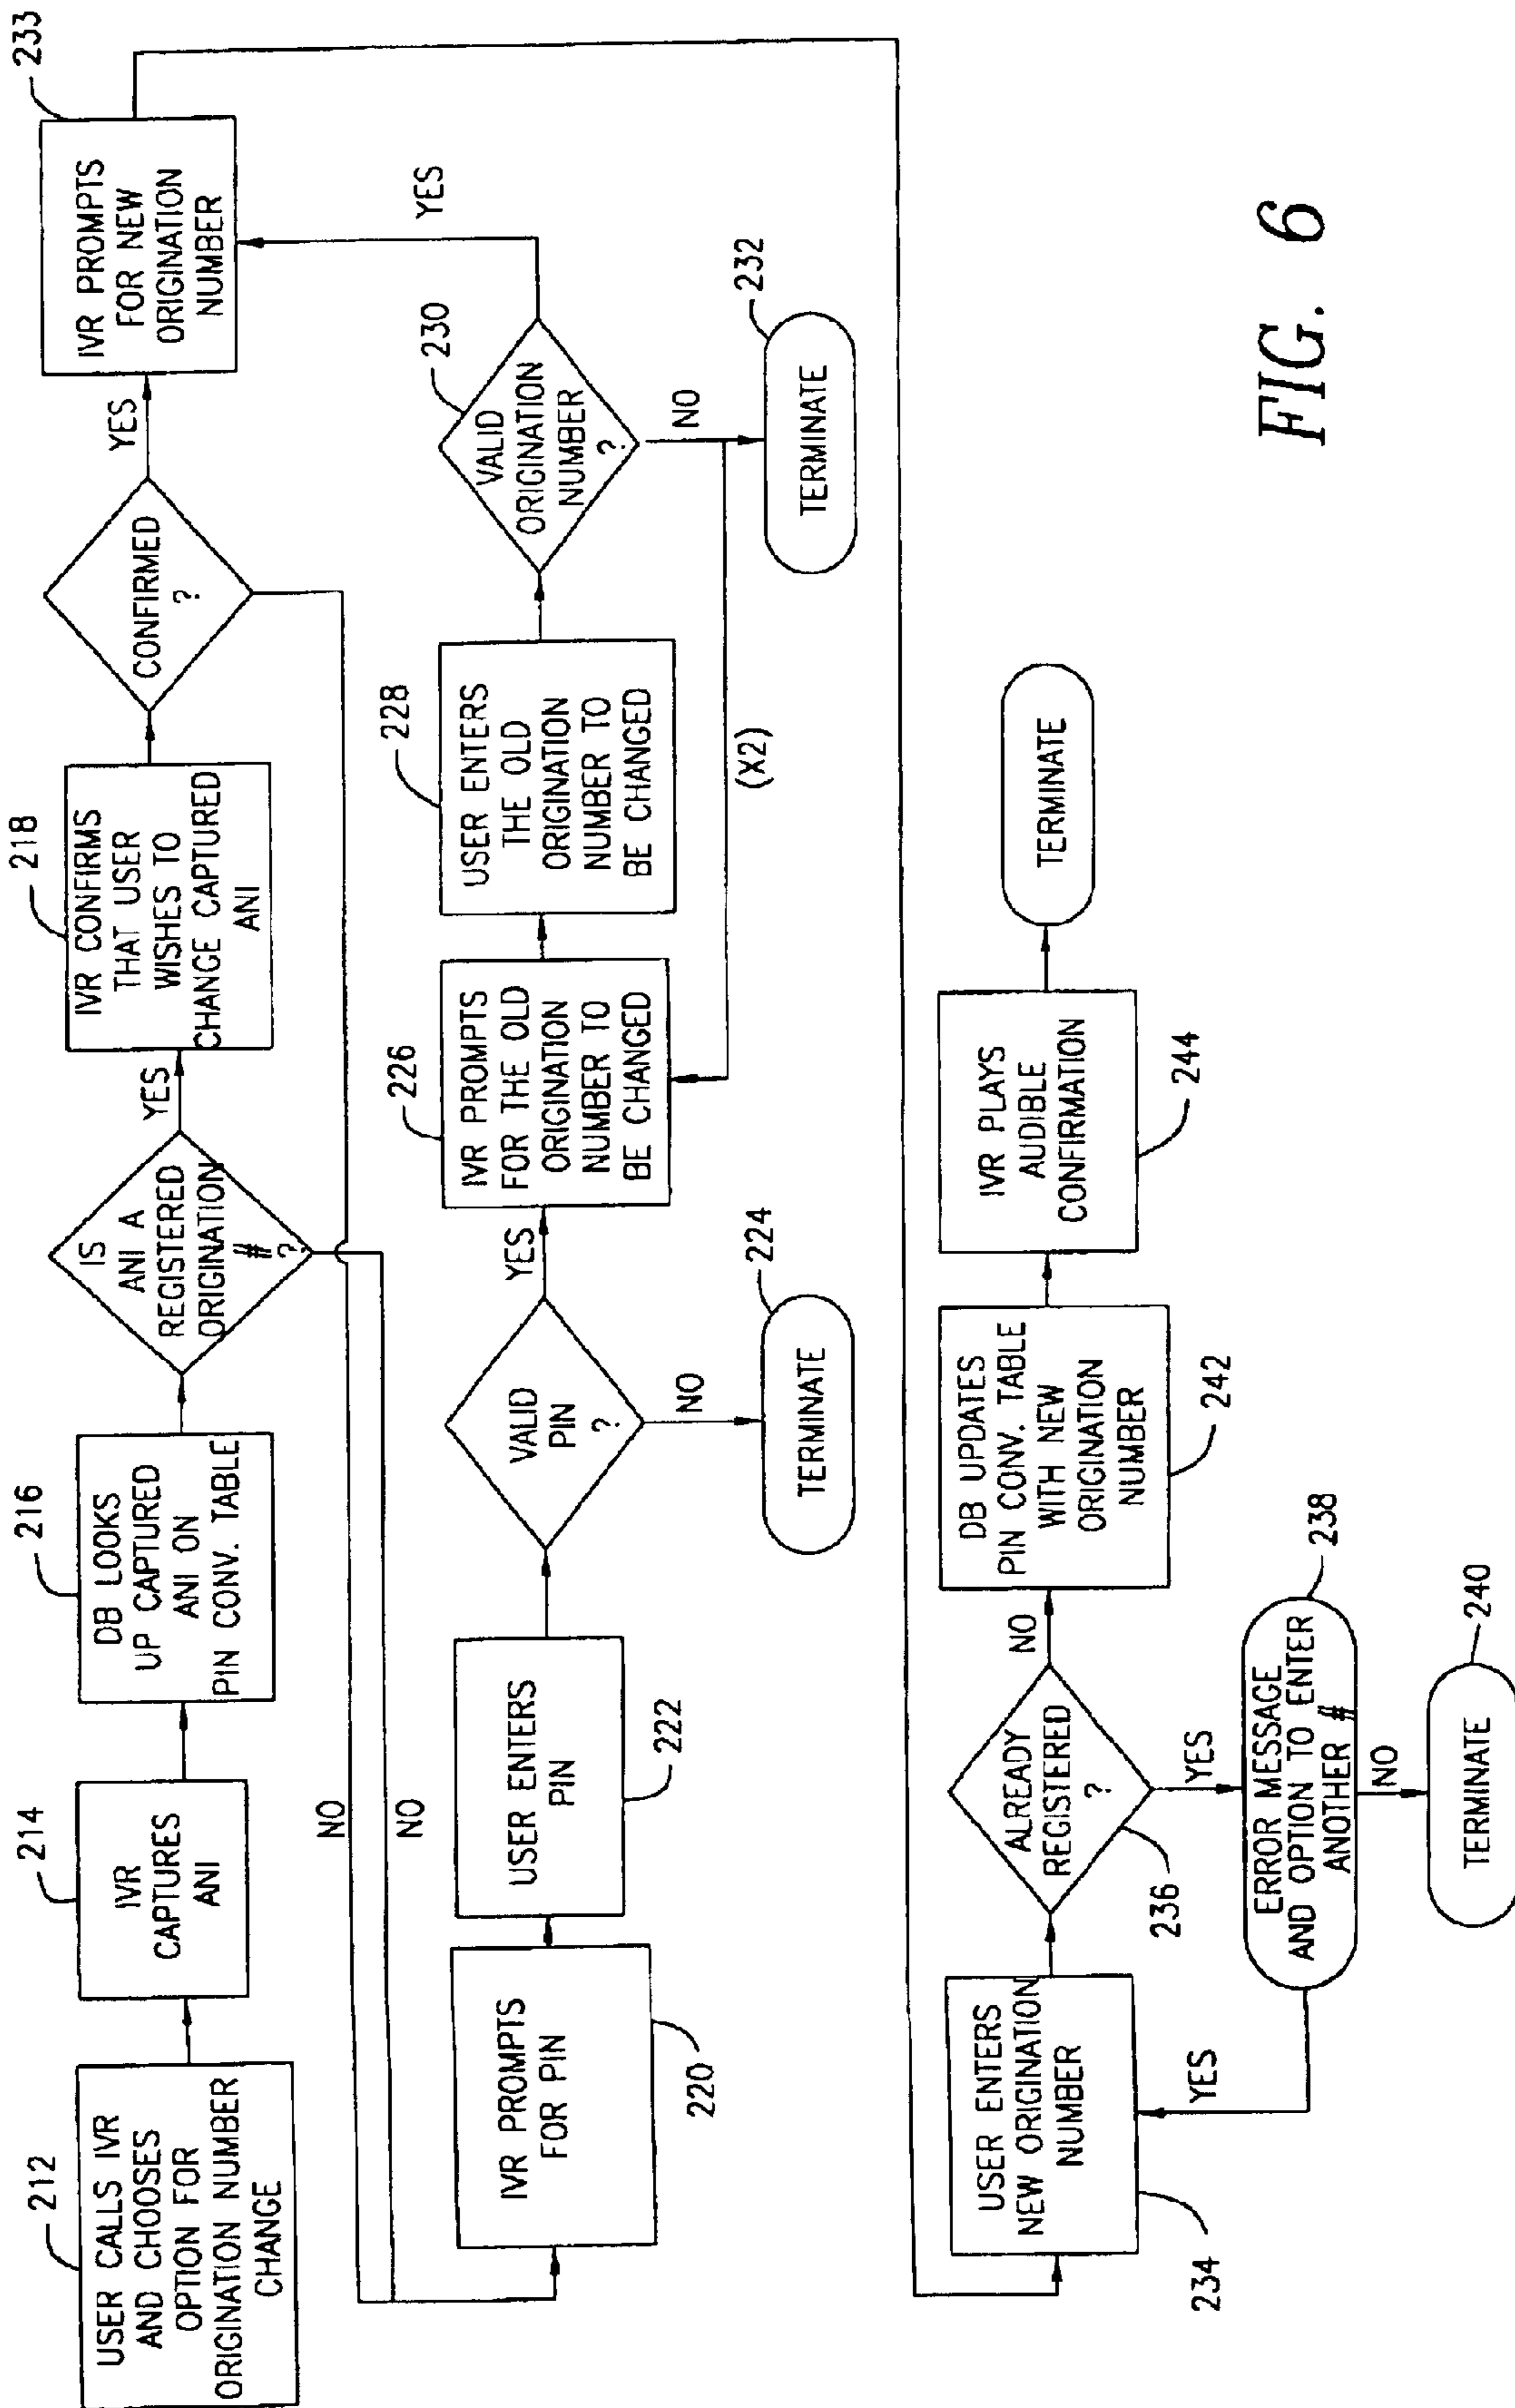 212
USER CALLS IVR
AND CHOOSES
OPTION FOR
ORIGINATION NUMBER
CHANGE
214
IVR
CAPTURES
ANI
216
DB LOOKS
UP CAPTURED
ANI ON
PIN CONV. TABLE
IS
ANI A
REGISTERED
ORIGINATION
# ?
YES
NO
218
IVR CONFIRMS
THAT USER
WISHES TO
CHANGE CAPTURED
ANI
CONFIRMED
?
YES
NO
233
IVR PROMPTS
FOR NEW
ORIGINATION
NUMBER
IVR PROMPTS
FOR PIN
220
USER ENTERS
PIN
222
VALID
PIN
?
YES
NO
224
TERMINATE
226
IVR PROMPTS
FOR THE OLD
ORIGINATION
NUMBER TO
BE CHANGED
228
USER ENTERS
THE OLD
ORIGINATION
NUMBER TO
BE CHANGED
230
VALID
ORIGINATION
NUMBER
?
YES
NO
(X2)
232
TERMINATE
USER ENTERS
NEW ORIGINATION
NUMBER
234
ALREADY
REGISTERED
?
236
NO
YES
238
ERROR MESSAGE
AND OPTION TO ENTER
ANOTHER #
YES
NO
240
TERMINATE
DB UPDATES
PIN CONV. TABLE
WITH NEW
ORIGINATION
NUMBER
242
IVR PLAYS
AUDIBLE
CONFIRMATION
244
TERMINATE
FIG. 6